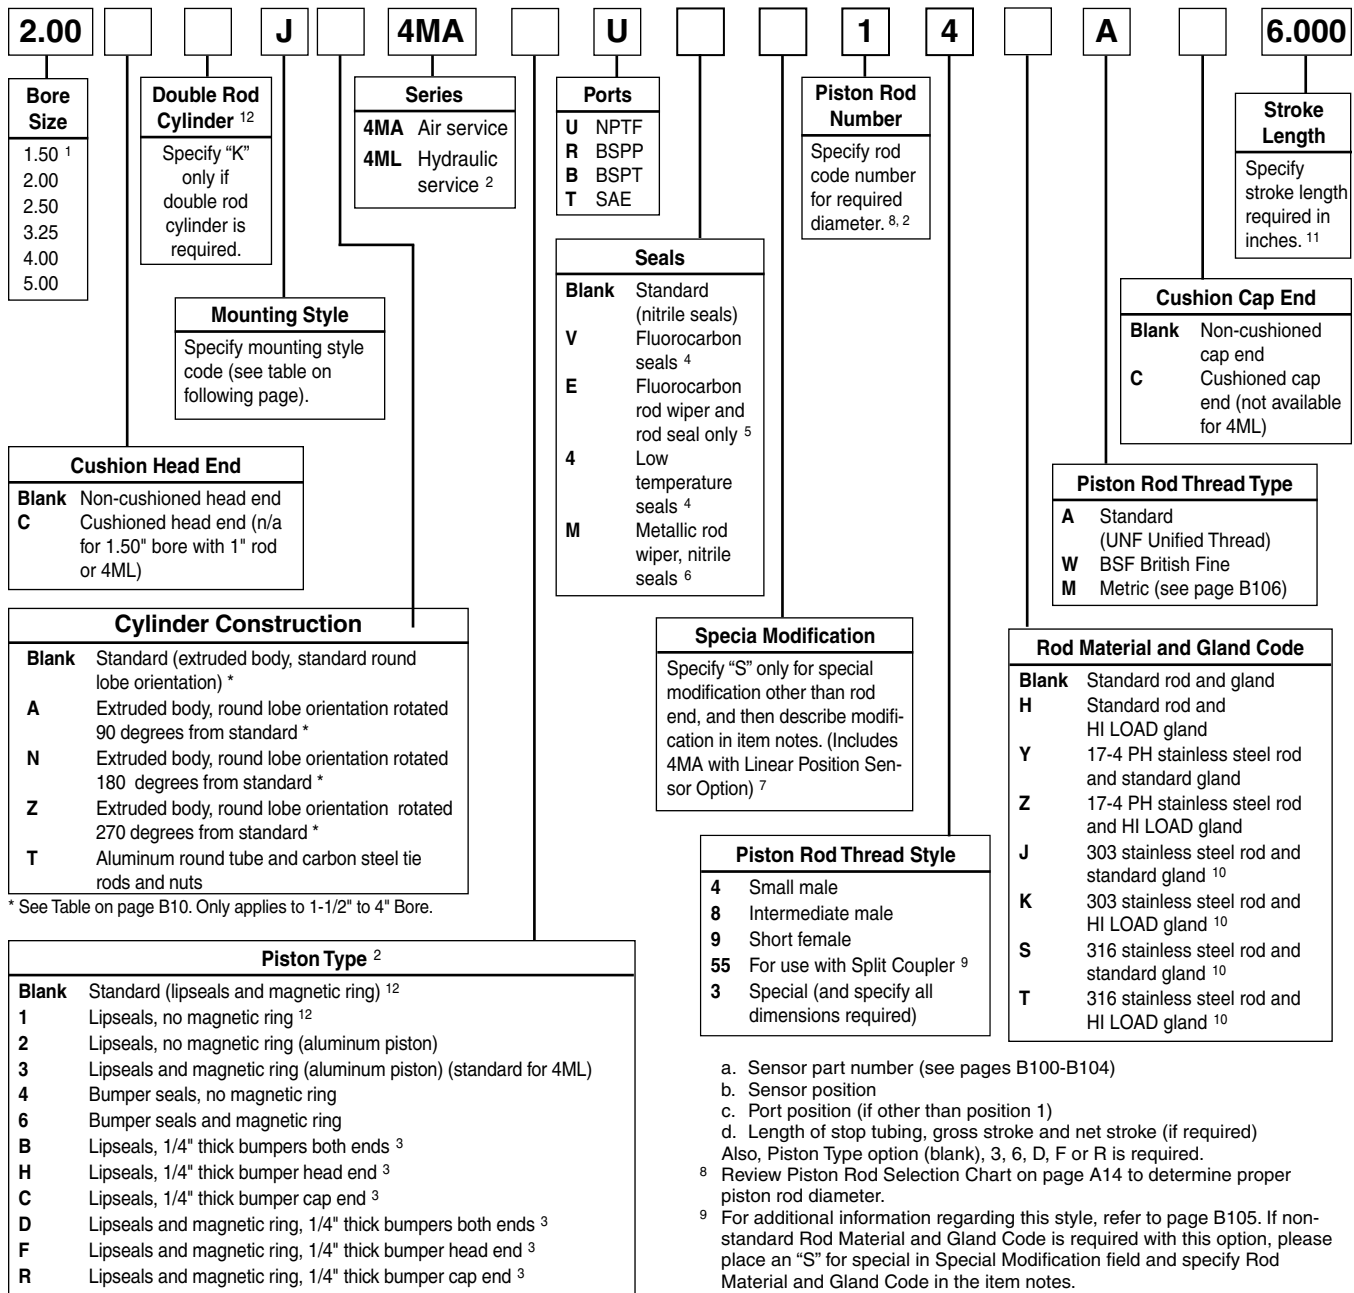 2.00 J 4MA U 1 4 A 6.000
Bore
Size
1.50 1
2.00
2.50
3.25
4.00
5.00
Double Rod
Cylinder 12
Specify “K”
only if
double rod
cylinder is
required.
Series
4MA Air service
4ML Hydraulic
service 2
Ports
U NPTF
R BSPP
B BSPT
T SAE
Piston Rod
Number
Specify rod
code number
for required
diameter. 8, 2
Stroke
Length
Specify
stroke length
required in
inches. 11
Mounting Style
Specify mounting style
code (see table on
following page).
Seals
Blank Standard
(nitrile seals)
V Fluorocarbon
seals 4
E Fluorocarbon
rod wiper and
rod seal only 5
4 Low
temperature
seals 4
M Metallic rod
wiper, nitrile
seals 6
Cushion Cap End
Blank Non-cushioned
cap end
C Cushioned cap
end (not available
for 4ML)
Cushion Head End
Blank Non-cushioned head end
C Cushioned head end (n/a
for 1.50" bore with 1" rod
or 4ML)
Piston Rod Thread Type
A Standard
(UNF Unified Thread)
W BSF British Fine
M Metric (see page B106)
Cylinder Construction
Blank Standard (extruded body, standard round
lobe orientation) *
A Extruded body, round lobe orientation rotated
90 degrees from standard *
N Extruded body, round lobe orientation rotated
180 degrees from standard *
Z Extruded body, round lobe orientation rotated
270 degrees from standard *
T Aluminum round tube and carbon steel tie
rods and nuts
* See Table on page B10. Only applies to 1-1/2" to 4" Bore.
Specia Modification
Specify “S” only for special
modification other than rod
end, and then describe modifi-
cation in item notes. (Includes
4MA with Linear Position Sen-
sor Option) 7
Rod Material and Gland Code
Blank Standard rod and gland
H Standard rod and
HI LOAD gland
Y 17-4 PH stainless steel rod
and standard gland
Z 17-4 PH stainless steel rod
and HI LOAD gland
J 303 stainless steel rod and
standard gland 10
K 303 stainless steel rod and
HI LOAD gland 10
S 316 stainless steel rod and
standard gland 10
T 316 stainless steel rod and
HI LOAD gland 10
Piston Rod Thread Style
4 Small male
8 Intermediate male
9 Short female
55 For use with Split Coupler 9
3 Special (and specify all
dimensions required)
Piston Type 2
Blank Standard (lipseals and magnetic ring) 12
1 Lipseals, no magnetic ring 12
2 Lipseals, no magnetic ring (aluminum piston)
3 Lipseals and magnetic ring (aluminum piston) (standard for 4ML)
4 Bumper seals, no magnetic ring
6 Bumper seals and magnetic ring
B Lipseals, 1/4" thick bumpers both ends 3
H Lipseals, 1/4" thick bumper head end 3
C Lipseals, 1/4" thick bumper cap end 3
D Lipseals and magnetic ring, 1/4" thick bumpers both ends 3
F Lipseals and magnetic ring, 1/4" thick bumper head end 3
R Lipseals and magnetic ring, 1/4" thick bumper cap end 3
a. Sensor part number (see pages B100-B104)
b. Sensor position
c. Port position (if other than position 1)
d. Length of stop tubing, gross stroke and net stroke (if required)
Also, Piston Type option (blank), 3, 6, D, F or R is required.
8 Review Piston Rod Selection Chart on page A14 to determine proper
piston rod diameter.
9 For additional information regarding this style, refer to page B105. If non-
standard Rod Material and Gland Code is required with this option, please
place an “S” for special in Special Modification field and specify Rod
Material and Gland Code in the item notes.